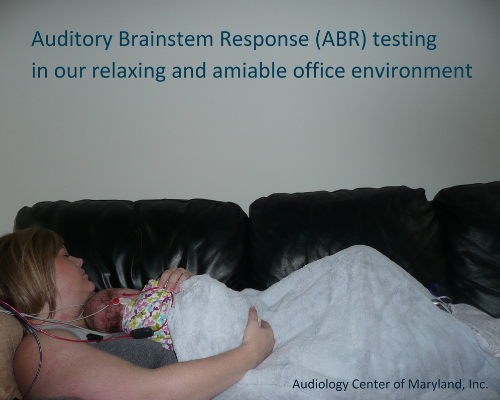 Auditory Brainstem Response (ABR) testing
in our relaxing and amiable office environment
Audiology Center of Maryland, Inc.